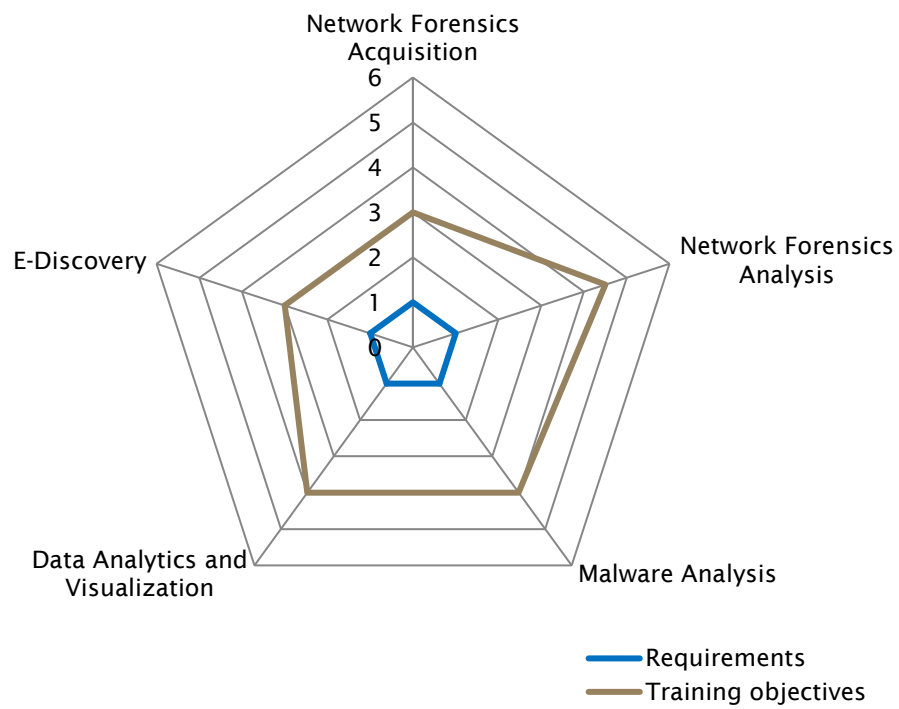 Network Forensics
Acquisition
6
5
4
3
2
1
0
E-Discovery
Network Forensics
Analysis
Data Analytics and
Visualization
Malware Analysis
Requirements
Training objectives